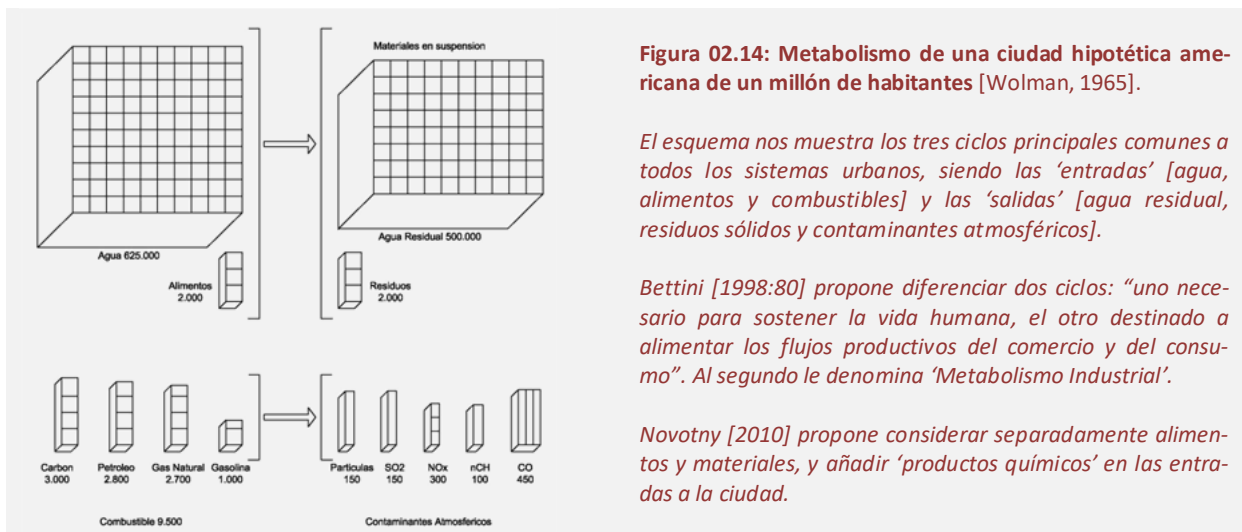 Materiales en suspension
Agua 625.000
Agua Residual 500.000
Alimentos
2.000
Residuos
2.000
Carbon
3.000
Petroleo
2.800
Gas Natural
2.700
Gasolina
1.000
Particulas
150
SO2
150
NOx
300
nCH
100
CO
450
Combustible 9.500
Contaminantes Atmosfericos
Figura 02.14: Metabolismo de una ciudad hipotética ame-
ricana de un millón de habitantes [Wolman, 1965].
El esquema nos muestra los tres ciclos principales comunes a
todos los sistemas urbanos, siendo las ‘entradas’ [agua,
alimentos y combustibles] y las ‘salidas’ [agua residual,
residuos sólidos y contaminantes atmosféricos].
Bettini [1998:80] propone diferenciar dos ciclos: “uno nece-
sario para sostener la vida humana, el otro destinado a
alimentar los flujos productivos del comercio y del consu-
mo”. Al segundo le denomina ‘Metabolismo Industrial’.
Novotny [2010] propone considerar separadamente alimen-
tos y materiales, y añadir ‘productos químicos’ en las entra-
das a la ciudad.